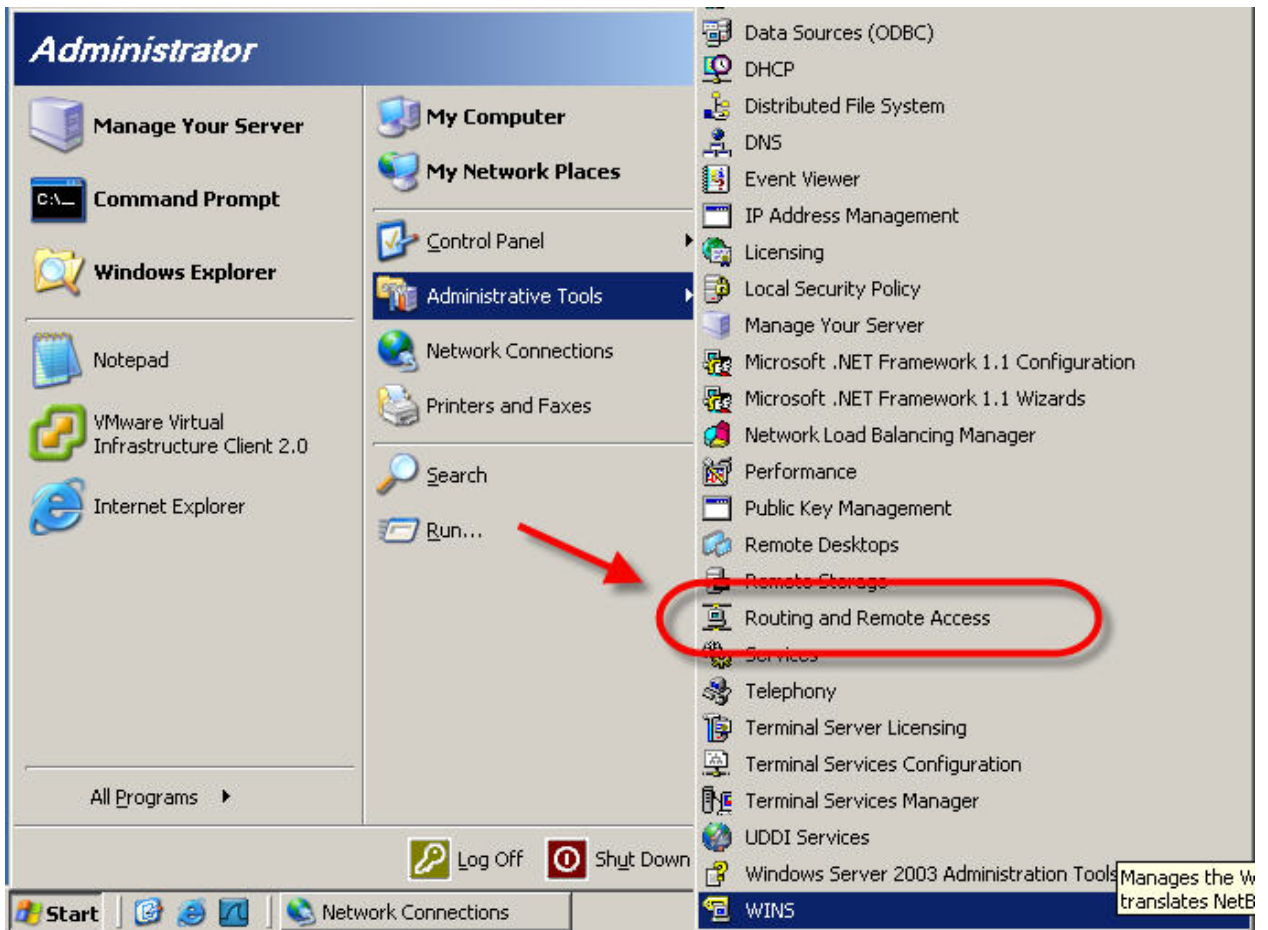 Administrator
Manage Your Server
Command Prompt
C:\_
Windows Explorer
Notepad
VMware Virtual
Infrastructure Client 2.0
Internet Explorer
All Programs
My Computer
My Network Places
Control Panel
Administrative Tools
Network Connections
Printers and Faxes
Search
Run...
Log Off
Shut Down
Data Sources (ODBC)
DHCP
Distributed File System
DNS
Event Viewer
IP Address Management
Licensing
Local Security Policy
Manage Your Server
Microsoft .NET Framework 1.1 Configuration
Microsoft .NET Framework 1.1 Wizards
Network Load Balancing Manager
Performance
Public Key Management
Remote Desktops
Remote Storage
Routing and Remote Access
Services
Telephony
Terminal Server Licensing
Terminal Services Configuration
Terminal Services Manager
UDDI Services
Windows Server 2003 Administration Tools
WINS
Manages the W
translates NetB
Start
Network Connections